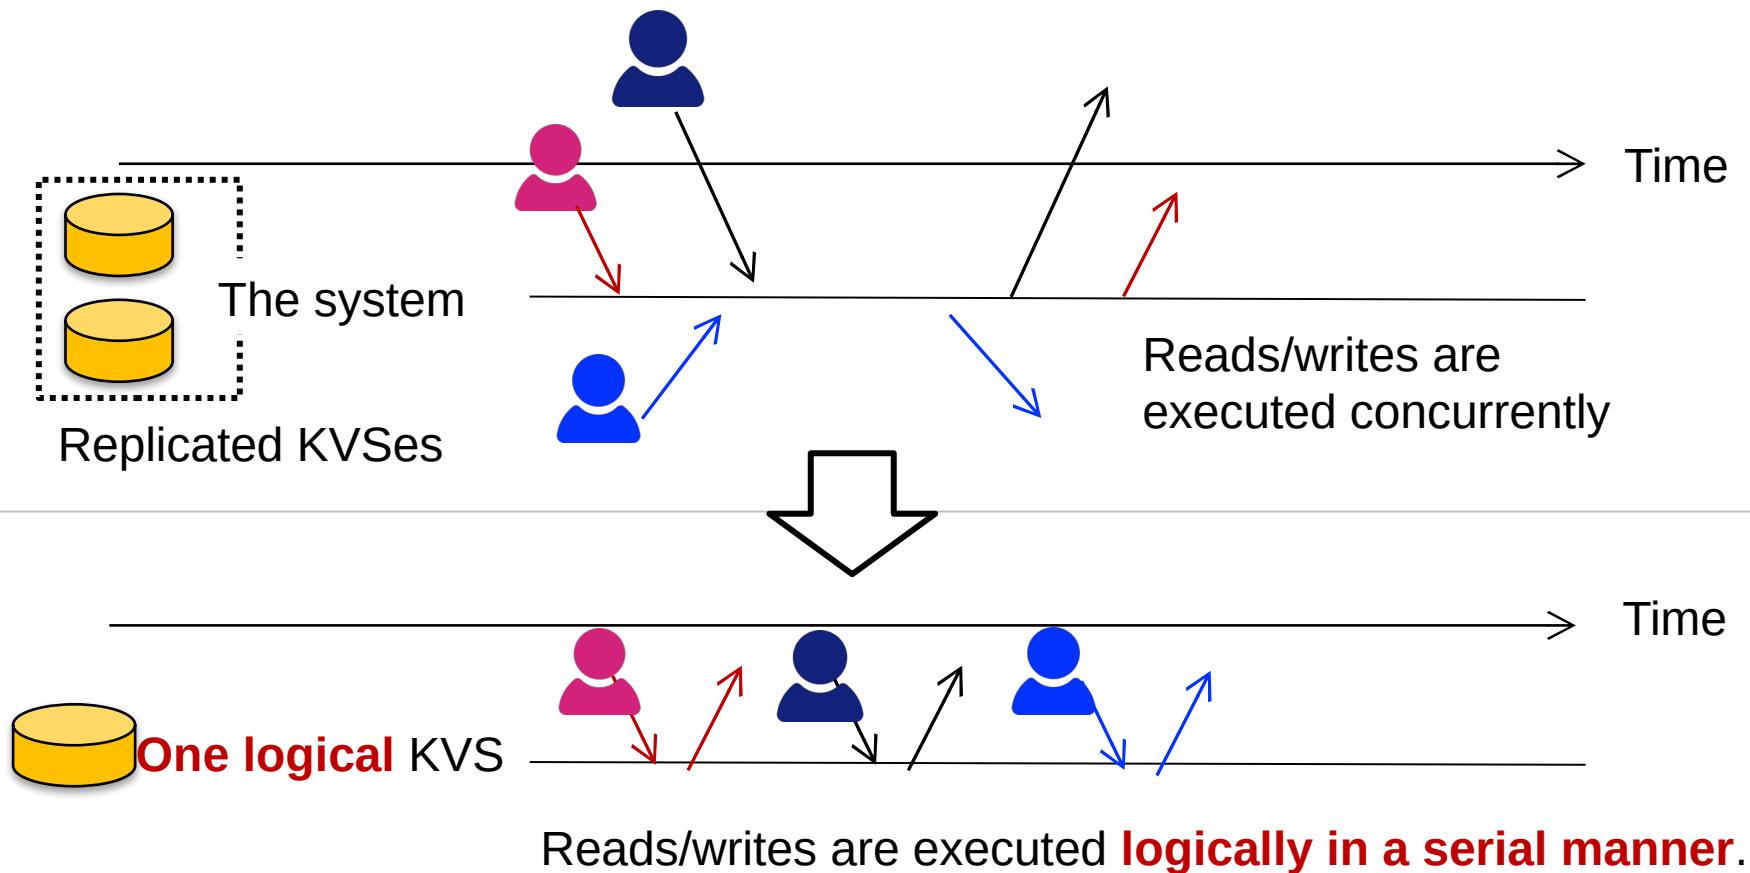 Time
The system
Reads/writes are
executed concurrently
Replicated KVSes
Time
One logical KVS
Reads/writes are executed logically in a serial manner.